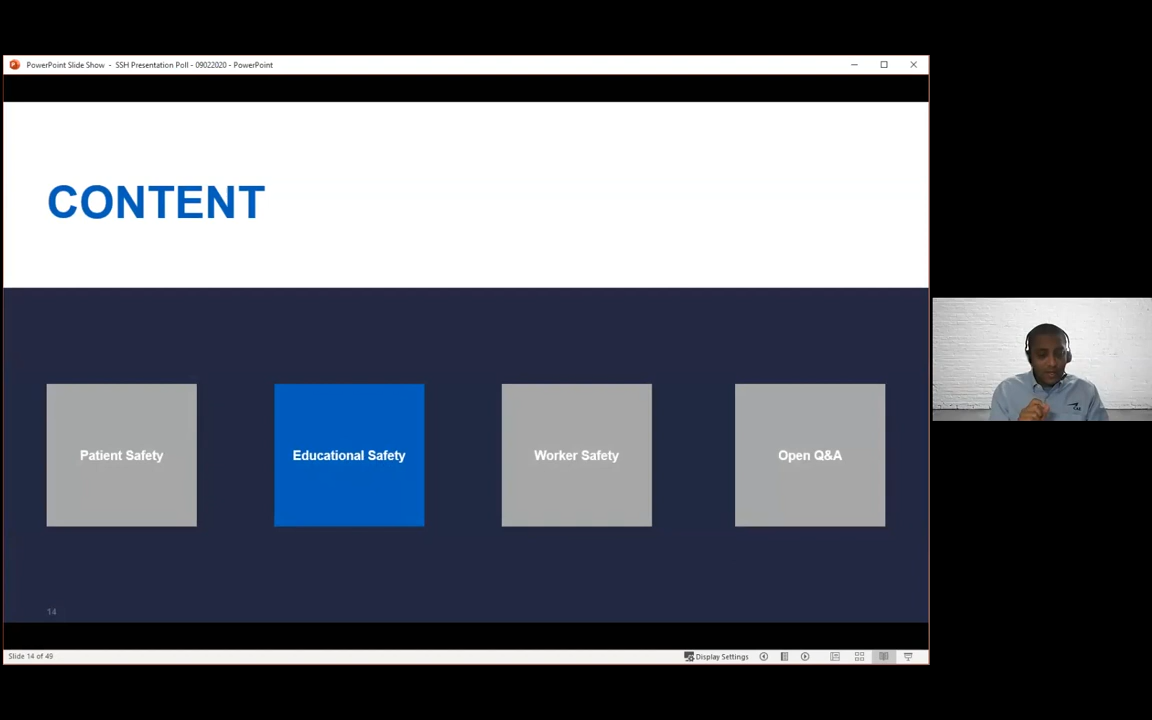 PowerPoint Slide Show - SSH Presentation Poll - 09022020 - PowerPoint
CONTENT
Patient Safety
Educational Safety
Worker Safety
Open Q&A
14
Slide 14 of 49
Display Settings
CAE